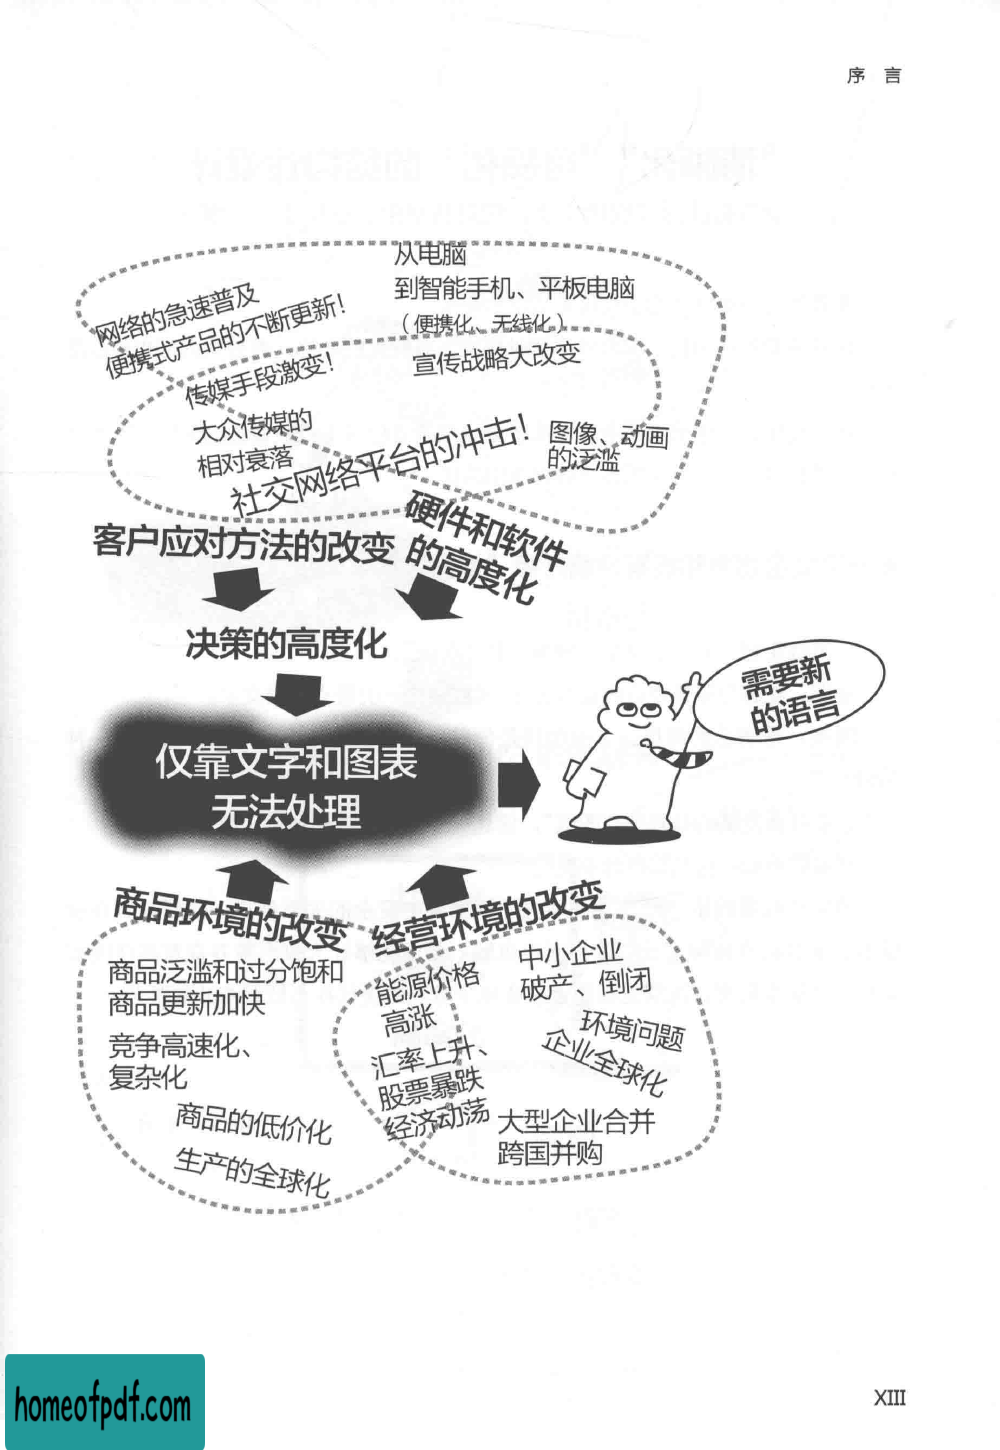 序 言
从电脑
到智能手机、平板电脑
（便携化、无线化）
网络的急速普及
便携式产品的不断更新！
传媒手段激变！
宣传战略大改变
大众传媒的
相对衰落
社交网络平台的冲击！
图像、动画
的泛滥
客户应对方法的改变
硬件和软件
的高度化
决策的高度化
仅靠文字和图表
无法处理
需要新
的语言
商品环境的改变
经营环境的改变
商品泛滥和过分饱和
商品更新加快
竞争高速化、
复杂化
商品的低价化
生产的全球化
能源价格
高涨
汇率上升、
股票暴跌
经济动荡
中小企业
破产、倒闭
环境问题
企业全球化
大型企业合并
跨国并购
XIII
homeofpdf.com